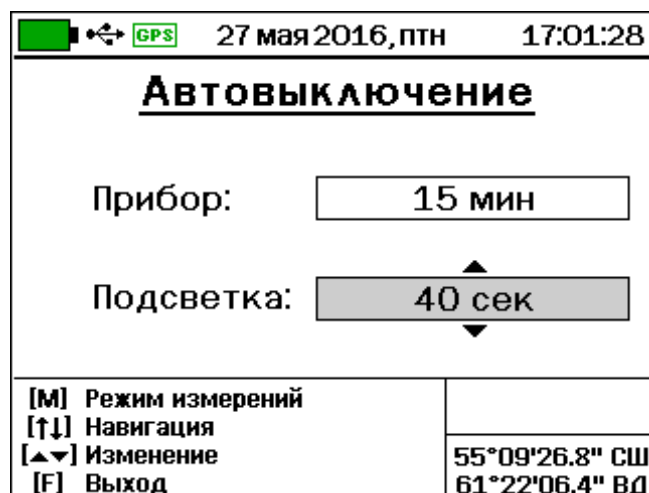 GPS 27 мая 2016, птн 17:01:28
Автовыключение
Прибор: 15 мин
Подсветка: 40 сек
[M] Режим измерений
[↑↓] Навигация
[▲▼] Изменение
[F] Выход
55°09'26.8" СШ
61°22'06.4" ВД